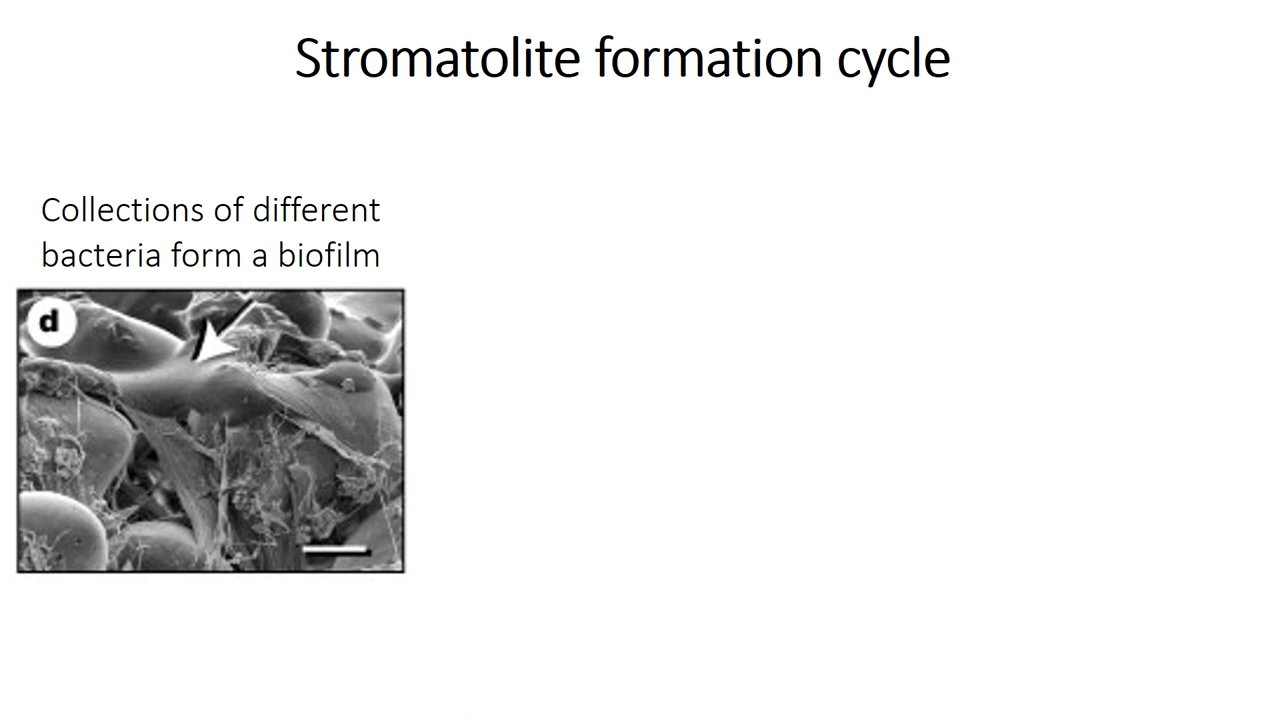 Stromatolite formation cycle
Collections of different
bacteria form a biofilm
d